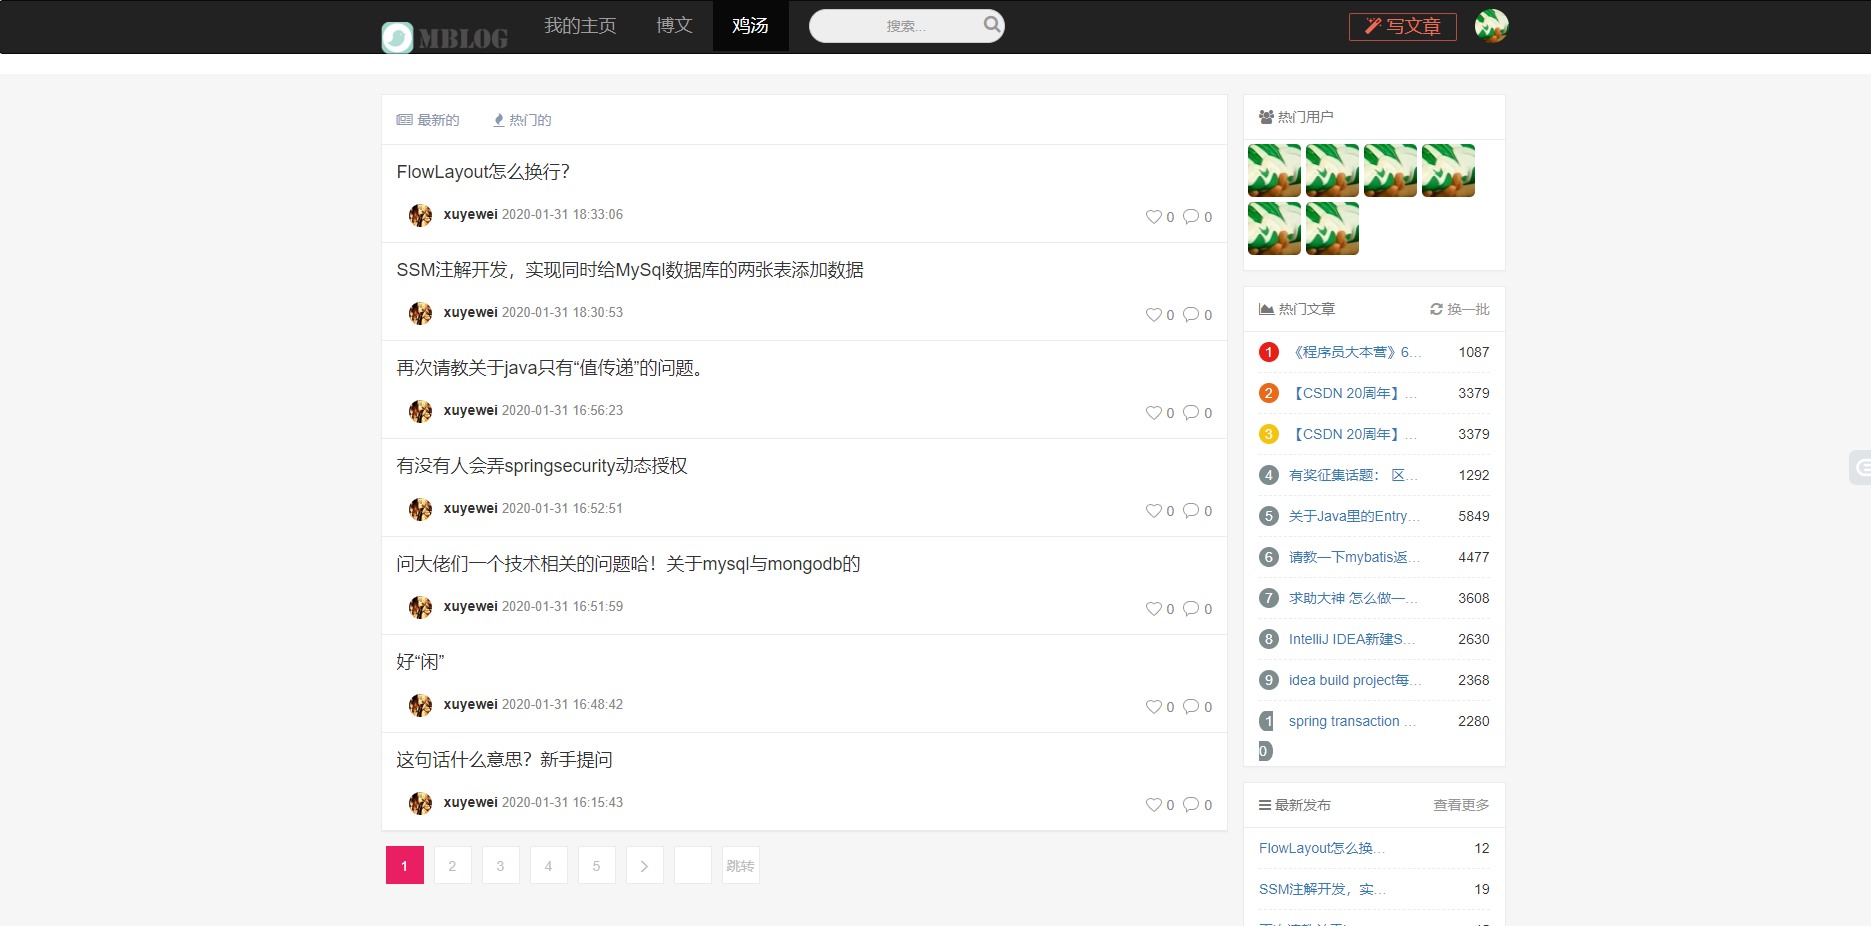 MBLOG 我的主页 博文 鸡汤 搜索... 写文章
最新的 热门的
FlowLayout怎么换行?
xuyewei 2020-01-31 18:33:06 0 0
SSM注解开发，实现同时给MySql数据库的两张表添加数据
xuyewei 2020-01-31 18:30:53 0 0
再次请教关于java只有“值传递”的问题。
xuyewei 2020-01-31 16:56:23 0 0
有没有人会弄springsecurity动态授权
xuyewei 2020-01-31 16:52:51 0 0
问大佬们一个技术相关的问题哈！关于mysql与mongodb的
xuyewei 2020-01-31 16:51:59 0 0
好“闲”
xuyewei 2020-01-31 16:48:42 0 0
这句话什么意思？新手提问
xuyewei 2020-01-31 16:15:43 0 0
1 2 3 4 5 > 跳转
热门用户
热门文章 换一批
1 《程序员大本营》6... 1087
2 【CSDN 20周年】... 3379
3 【CSDN 20周年】... 3379
4 有奖征集话题： 区... 1292
5 关于Java里的Entry... 5849
6 请教一下mybatis返... 4477
7 求助大神 怎么做一... 3608
8 IntelliJ IDEA新建S... 2630
9 idea build project每... 2368
10 spring transaction ... 2280
最新发布 查看更多
FlowLayout怎么换... 12
SSM注解开发，实... 19